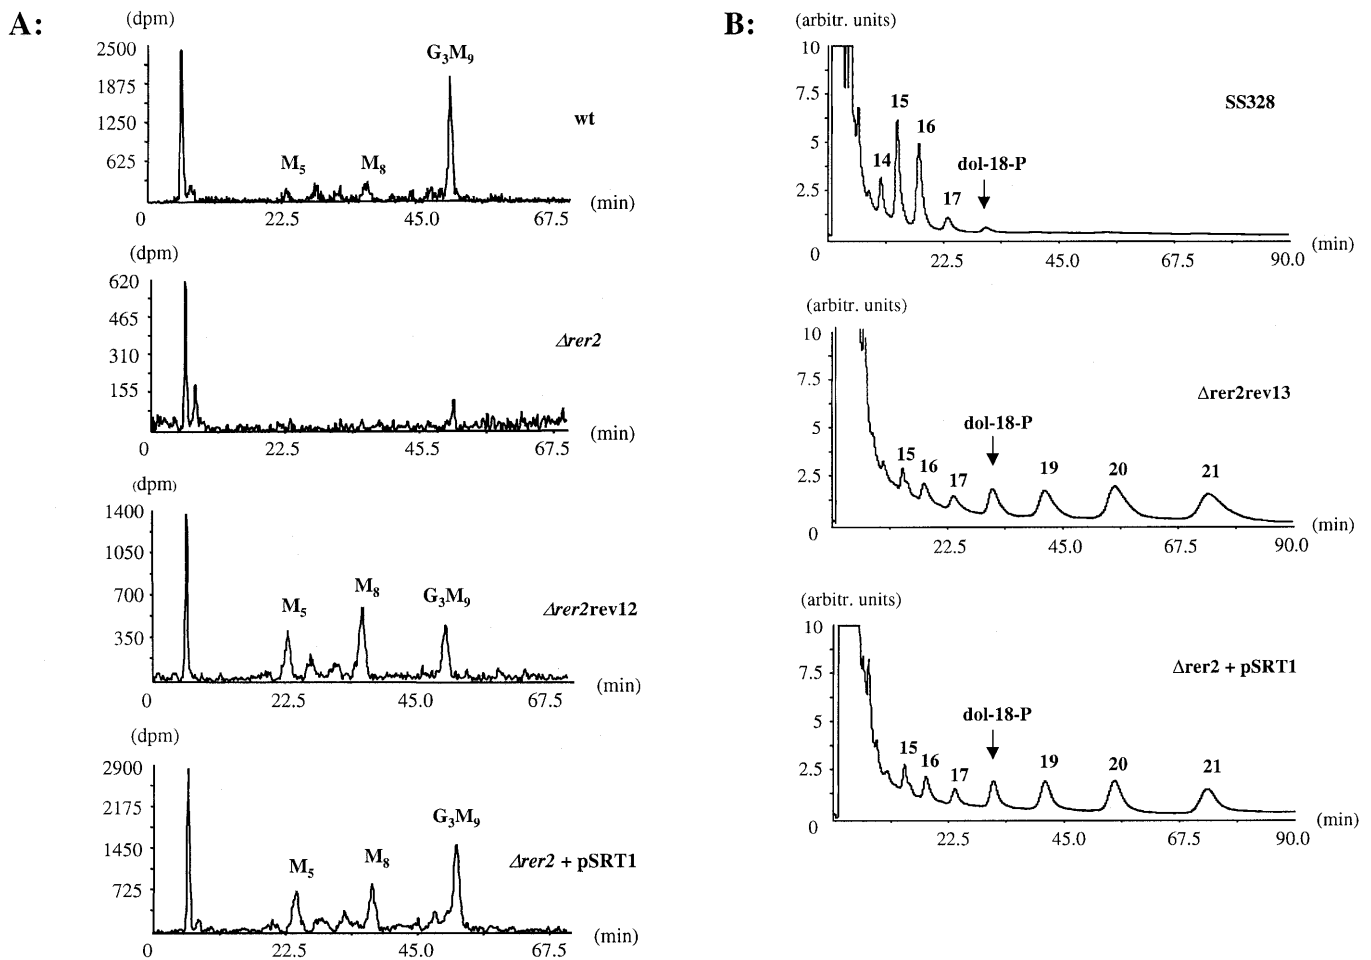 A:
(dpm)
2500
1875
1250
625
G3M9
M5
M8
wt
0 22.5 45.0 67.5 (min)
(dpm)
620
465
310
155
Δrer2
0 22.5 45.0 67.5 (min)
(dpm)
1400
1050
700
350
M5
M8
G3M9
Δrer2rev12
0 22.5 45.0 67.5 (min)
(dpm)
2900
2175
1450
725
M5
M8
G3M9
Δrer2 + pSRT1
0 22.5 45.0 67.5 (min)
B:
(arbitr. units)
10
7.5
5
2.5
0
14
15
16
17
dol-18-P
SS328
22.5 45.0 67.5 90.0 (min)
(arbitr. units)
10
7.5
5
2.5
0
15
16
17
dol-18-P
19
20
21
Δrer2rev13
22.5 45.0 67.5 90.0 (min)
(arbitr. units)
10
7.5
5
2.5
0
15
16
17
dol-18-P
19
20
21
Δrer2 + pSRT1
22.5 45.0 67.5 90.0 (min)